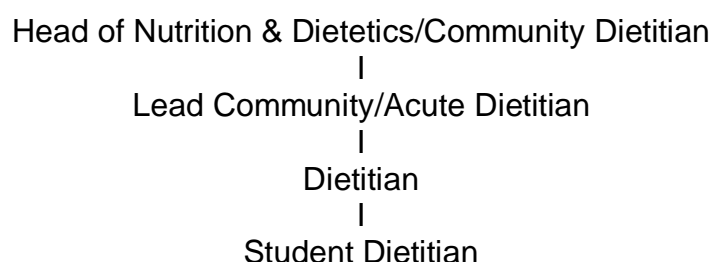 Head of Nutrition & Dietetics/Community Dietitian
I
Lead Community/Acute Dietitian
I
Dietitian
I
Student Dietitian